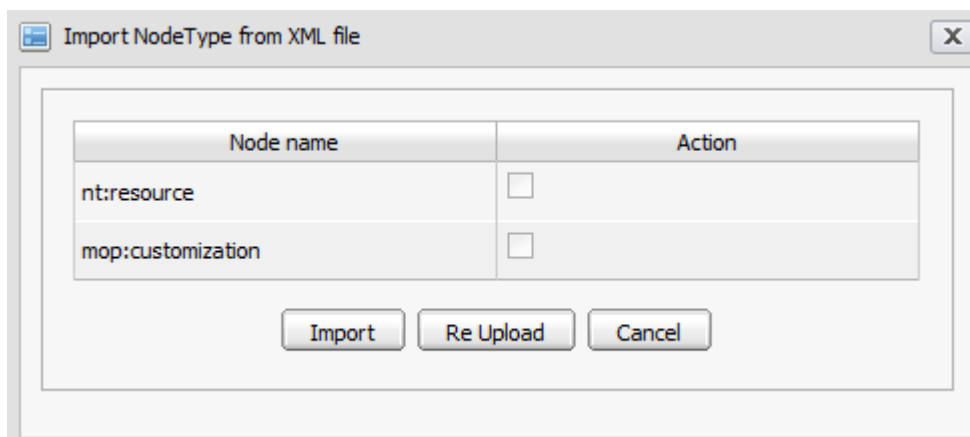 Import NodeType from XML file
Node name Action
nt:resource
mop:customization
Import Re Upload Cancel